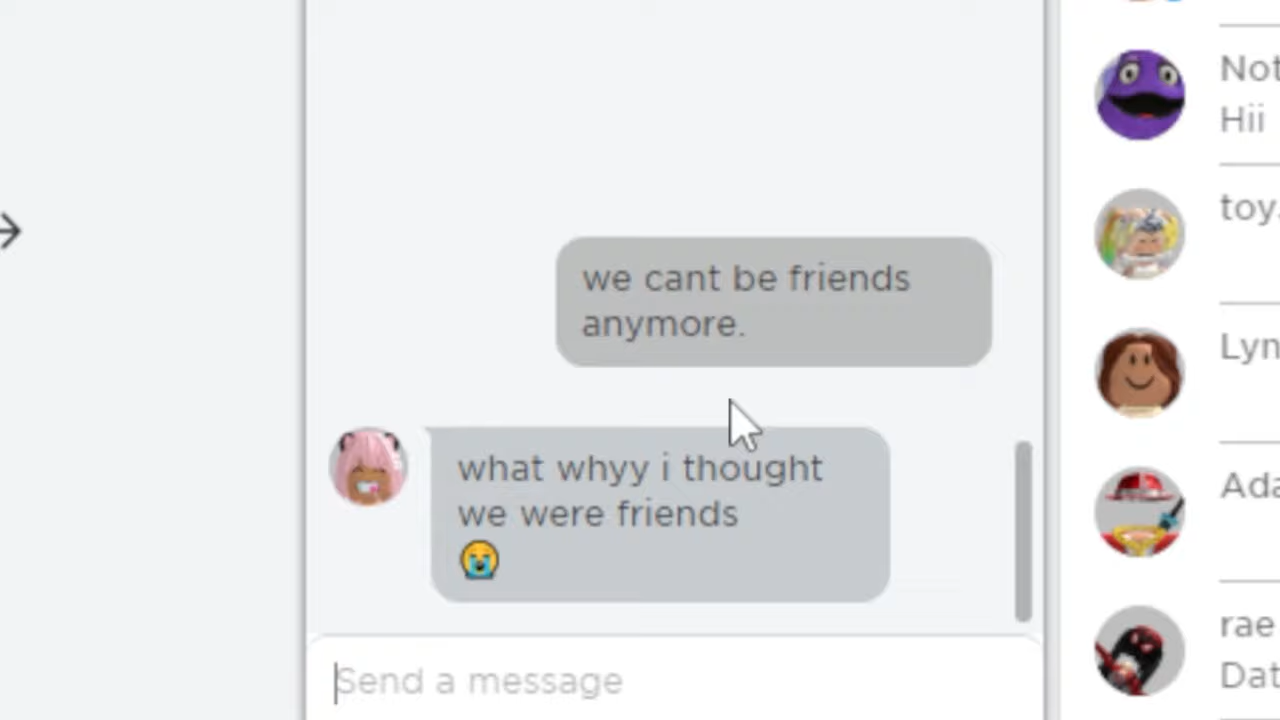 we cant be friends
anymore.
what whyy i thought
we were friends
😭
Send a message
Not
Hii
toy.
Lyn
Ada
rae
Dat